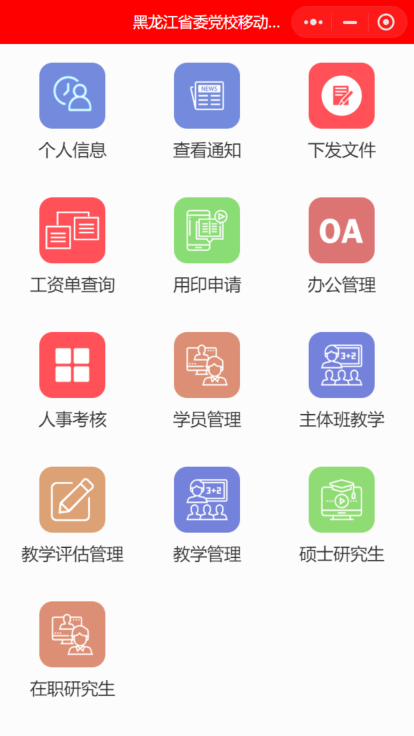 黑龙江省委党校移动...
NEWS
个人信息
查看通知
下发文件
OA
工资单查询
用印申请
办公管理
3+2
人事考核
学员管理
主体班教学
3+2
教学评估管理
教学管理
硕士研究生
在职研究生